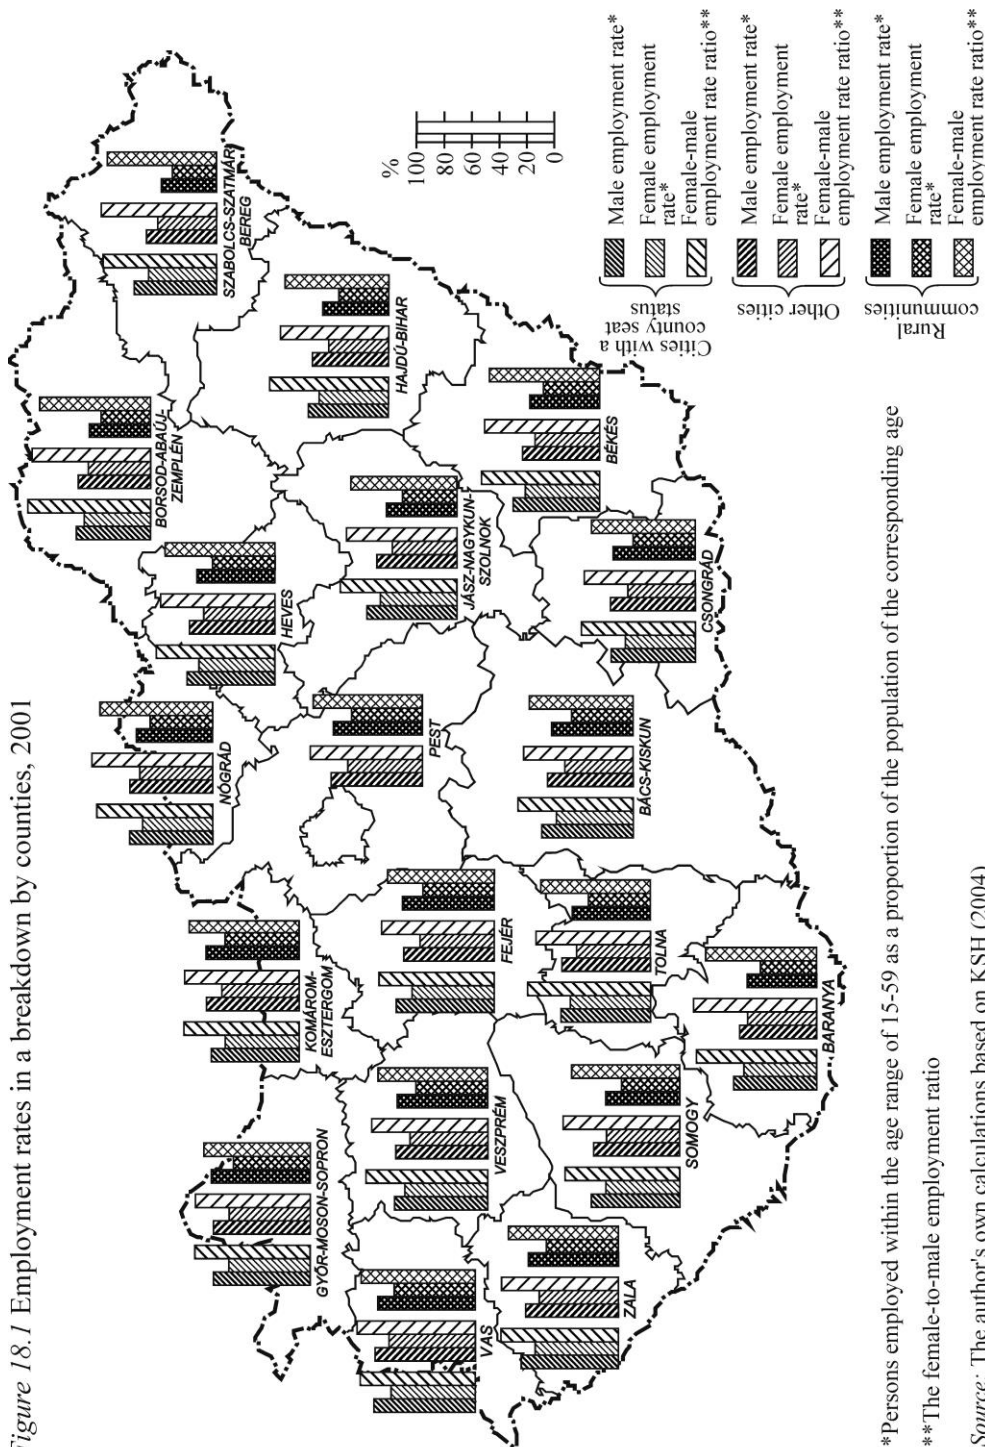 Figure 18.1 Employment rates in a breakdown by counties, 2001
GYŐR-MOSON-SOPRON
KOMÁROM-
ESZTERGOM
NÓGRÁD
HEVES
BORSOD-ABAÚJ-
ZEMPLÉN
SZABOLCS-SZATMÁR
BEREG
VAS
VESZPRÉM
FEJÉR
PEST
JÁSZ-NAGYKUN-
SZOLNOK
HAJDÚ-BIHAR
ZALA
SOMOGY
TOLNA
BARANYA
BÁCS-KISKUN
CSONGRÁD
BÉKÉS
%
100
80
60
40
20
0
Cities with a
county seat
status
Male employment rate*
Female employment
rate*
Female-male
employment rate ratio**
Other cities
Male employment rate*
Female employment
rate*
Female-male
employment rate ratio**
Rural
communities
Male employment rate*
Female employment
rate*
Female-male
employment rate ratio**
*Persons employed within the age range of 15-59 as a proportion of the population of the corresponding age
**The female-to-male employment ratio
Source: The author's own calculations based on KSH (2004)